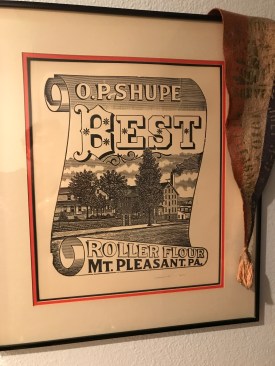 O.P. SHUPE
BEST
ROLLER FLOUR
MT. PLEASANT, PA.